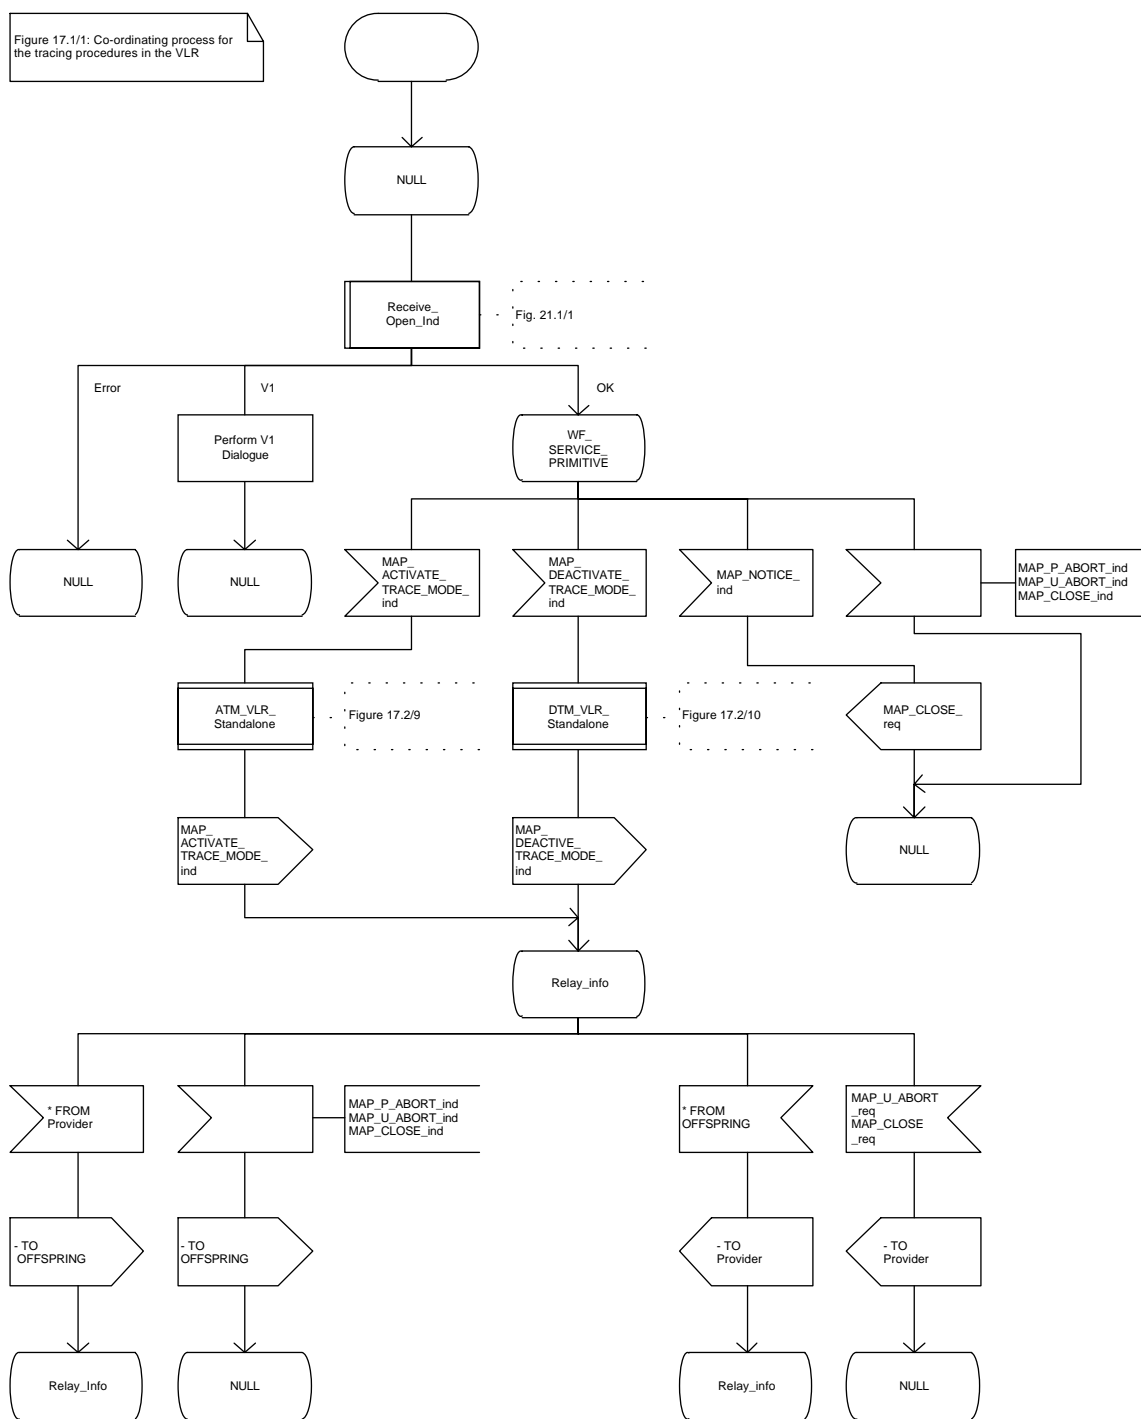 Figure 17.1/1: Co-ordinating process for
the tracing procedures in the VLR
NULL
Receive_
Open_Ind
Fig. 21.1/1
Error
V1
OK
Perform V1
Dialogue
WF_
SERVICE_
PRIMITIVE
NULL
NULL
MAP_
ACTIVATE_
TRACE_MODE_
ind
MAP_
DEACTIVATE_
TRACE_MODE_
ind
MAP_NOTICE_
ind
MAP_P_ABORT_ind
MAP_U_ABORT_ind
MAP_CLOSE_ind
ATM_VLR_
Standalone
Figure 17.2/9
DTM_VLR_
Standalone
Figure 17.2/10
MAP_CLOSE_
req
MAP_
ACTIVATE_
TRACE_MODE_
ind
MAP_
DEACTIVE_
TRACE_MODE_
ind
NULL
Relay_info
* FROM
Provider
MAP_P_ABORT_ind
MAP_U_ABORT_ind
MAP_CLOSE_ind
* FROM
OFFSPRING
MAP_U_ABORT
_req
MAP_CLOSE
_req
- TO
OFFSPRING
- TO
OFFSPRING
- TO
Provider
- TO
Provider
Relay_Info
NULL
Relay_info
NULL